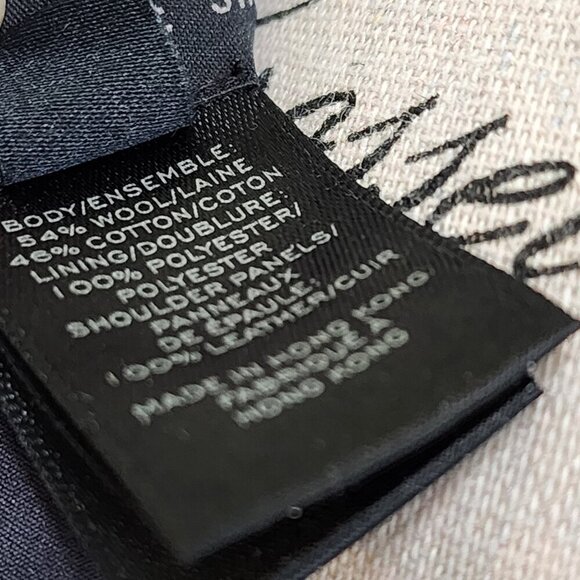 BODY/ENSEMBLE:
54% WOOL/LAINE
46% COTTON/COTON
LINING/DOUBLURE:
100% POLYESTER/
POLYESTER
SHOULDER PANELS/
PANNEAUX
DE ÉPAULE:
100% LEATHER/CUIR
MADE IN HONG KONG/
FABRIQUÉ À
HONG KONG